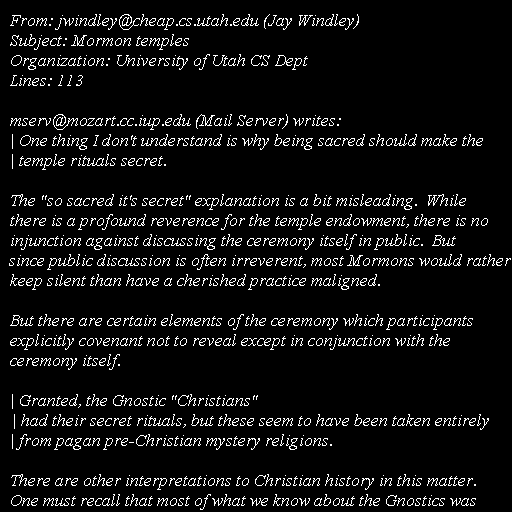 From: jwindley@cheap.cs.utah.edu (Jay Windley)
Subject: Mormon temples
Organization: University of Utah CS Dept
Lines: 113

mserv@mozart.cc.iup.edu (Mail Server) writes:
| One thing I don't understand is why being sacred should make the
| temple rituals secret.

The "so sacred it's secret" explanation is a bit misleading.  While
there is a profound reverence for the temple endowment, there is no
injunction against discussing the ceremony itself in public.  But
since public discussion is often irreverent, most Mormons would rather
keep silent than have a cherished practice maligned.

But there are certain elements of the ceremony which participants
explicitly covenant not to reveal except in conjunction with the
ceremony itself.

| Granted, the Gnostic "Christians"
| had their secret rituals, but these seem to have been taken entirely
| from pagan pre-Christian mystery religions.

There are other interpretations to Christian history in this matter.
One must recall that most of what we know about the Gnostics was